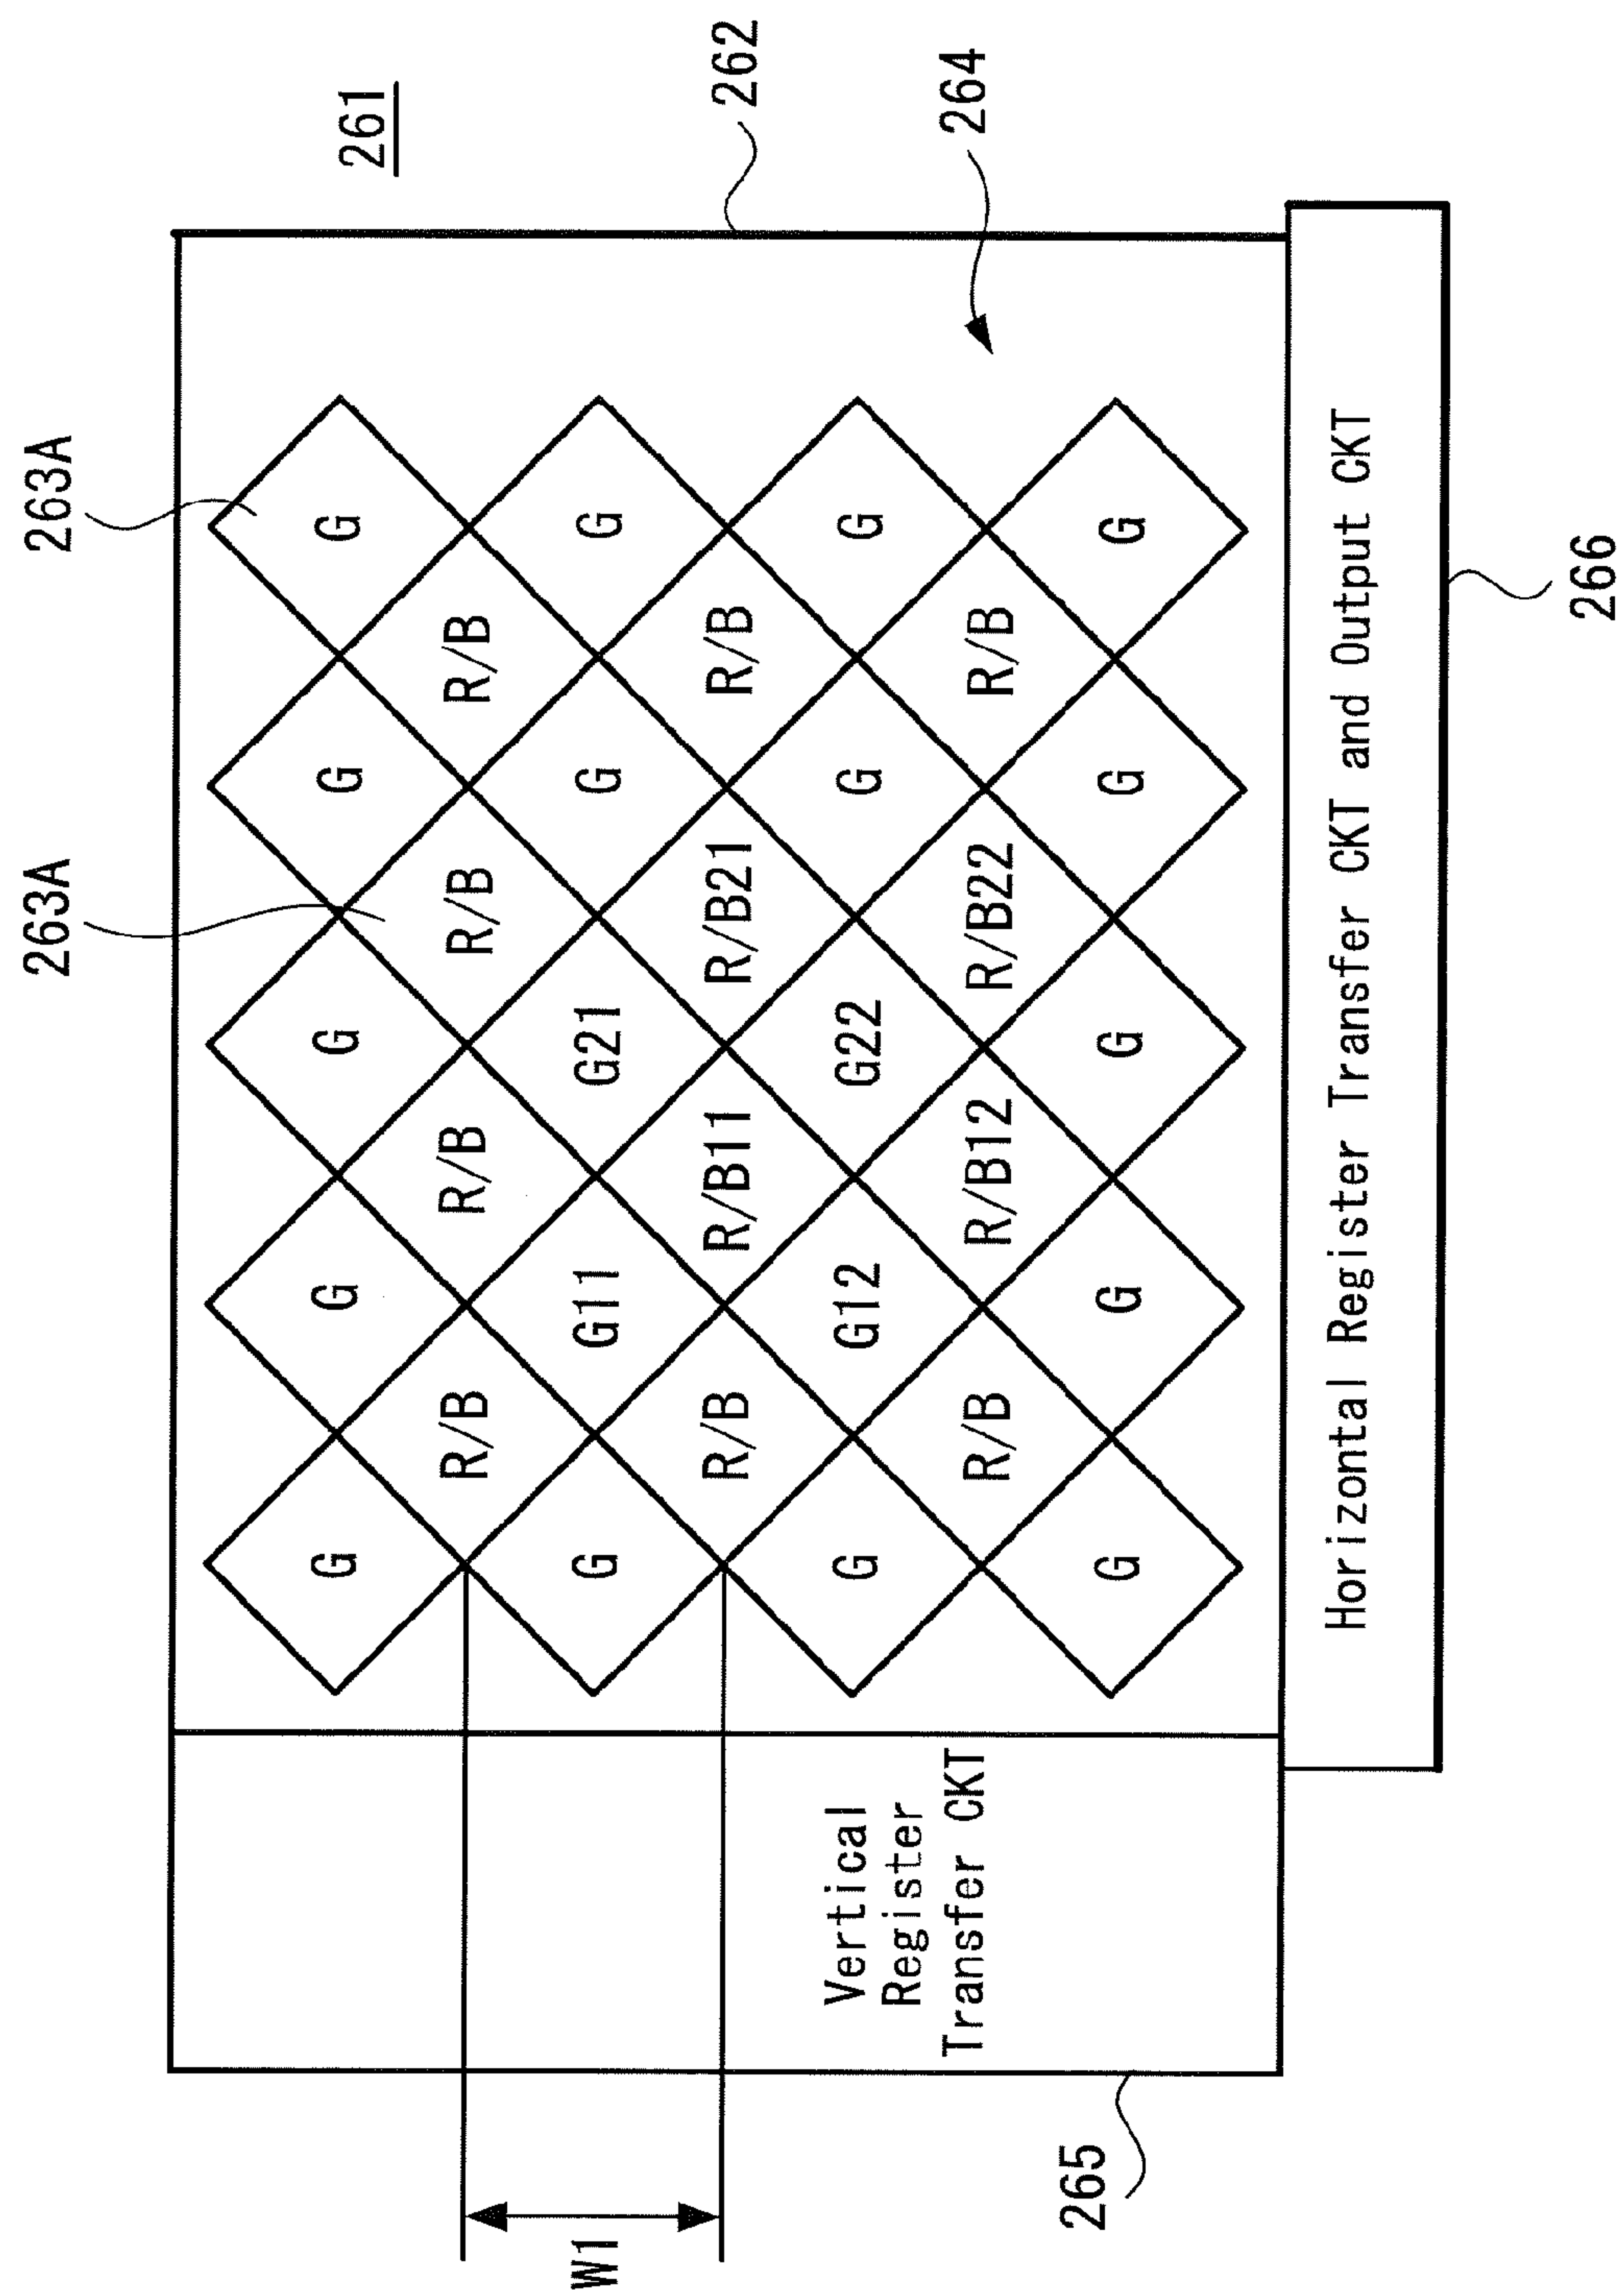 263A 263A
261
G G G G G
R/B R/B R/B R/B
W1 G G11 G21 G G
R/B R/B11 R/B21 R/B 262
G G12 G22 G G
Vertical
Register
Transfer CKT
R/B R/B12 R/B22 R/B 264
265
G G G G G
Horizontal Register Transfer CKT and Output CKT
266